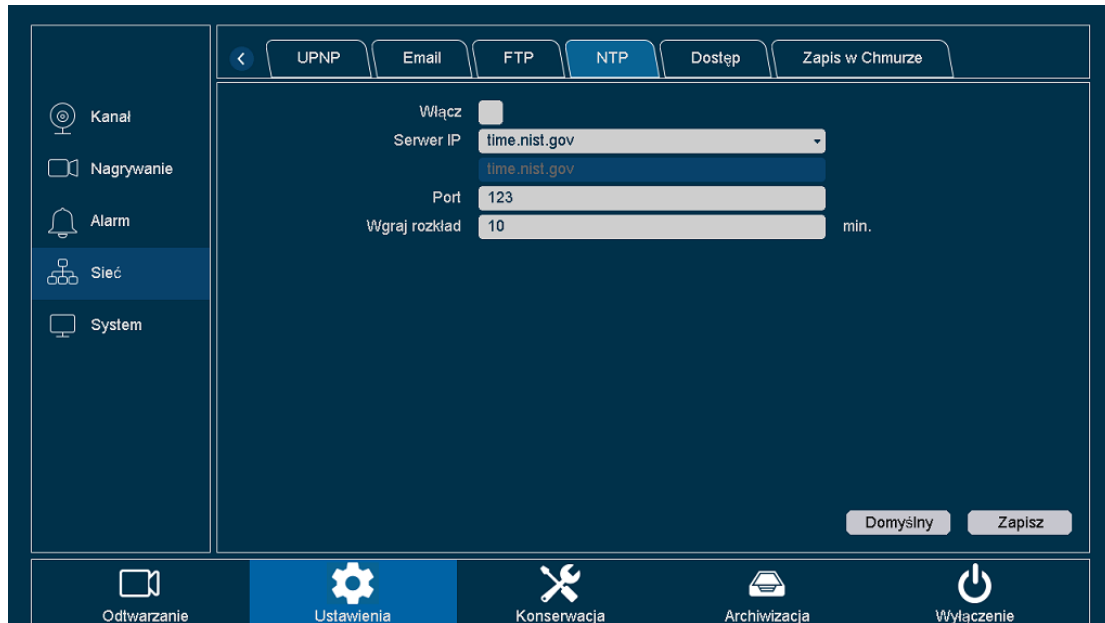 UPNP Email FTP NTP Dostęp Zapis w Chmurze
Kanał
Nagrywanie
Alarm
Sieć
System
Włącz
Serwer IP time.nist.gov
time.nist.gov
Port 123
Wgraj rozkład 10 min.
Domyślny Zapisz
Odtwarzanie Ustawienia Konserwacja Archiwizacja Wyłączenie